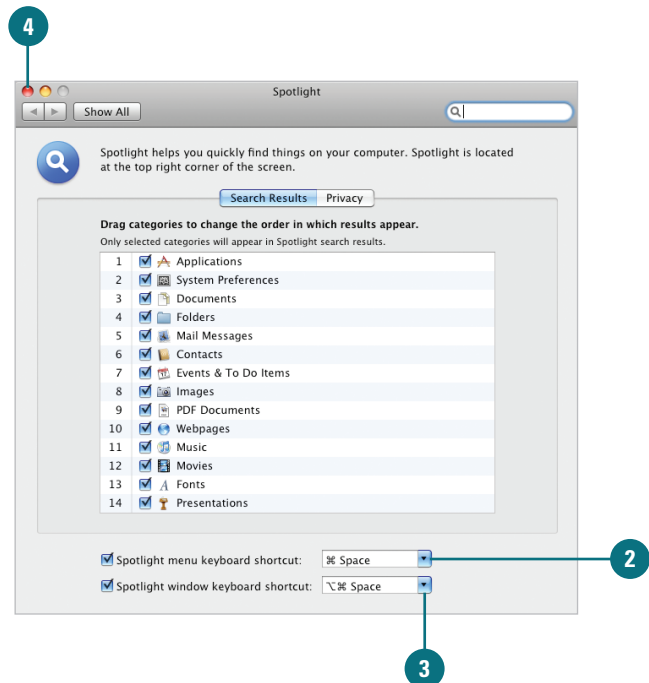 4
Spotlight
Show All
Spotlight helps you quickly find things on your computer. Spotlight is located
at the top right corner of the screen.
Search Results Privacy
Drag categories to change the order in which results appear.
Only selected categories will appear in Spotlight search results.
1 Applications
2 System Preferences
3 Documents
4 Folders
5 Mail Messages
6 Contacts
7 Events & To Do Items
8 Images
9 PDF Documents
10 Webpages
11 Music
12 Movies
13 Fonts
14 Presentations
Spotlight menu keyboard shortcut: ⌘ Space
2
Spotlight window keyboard shortcut: ⌥⌘ Space
3